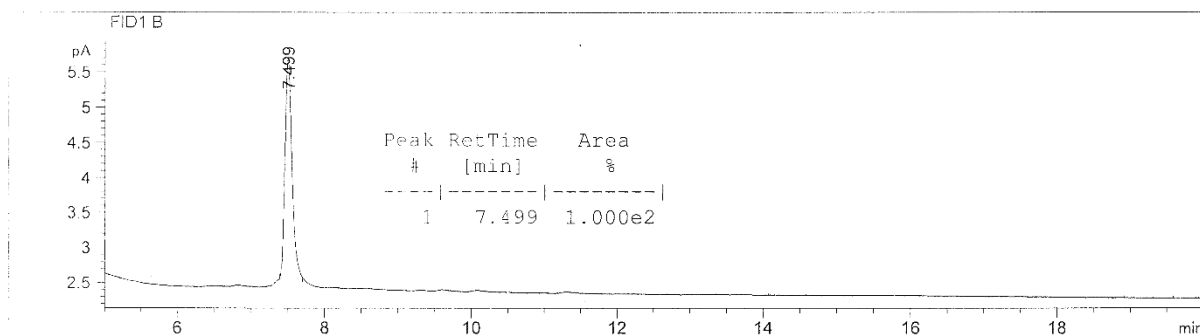 FID1 B
pA
5.5
5
4.5
4
3.5
3
2.5
7.499
Peak RetTime Area
# [min] %
----|-------|--------|
1 7.499 1.000e2
6 8 10 12 14 16 18 min